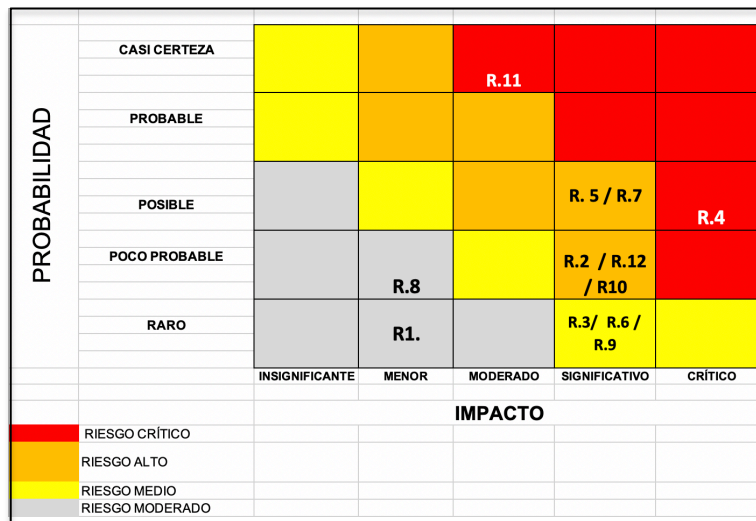 PROBABILIDAD
CASI CERTEZA
R.11
PROBABLE
POSIBLE
R. 5 / R.7
R.4
POCO PROBABLE
R.8
R.2 / R.12
/ R10
RARO
R1.
R.3/ R.6 /
R.9
INSIGNIFICANTE MENOR MODERADO SIGNIFICATIVO CRÍTICO
IMPACTO
RIESGO CRÍTICO
RIESGO ALTO
RIESGO MEDIO
RIESGO MODERADO